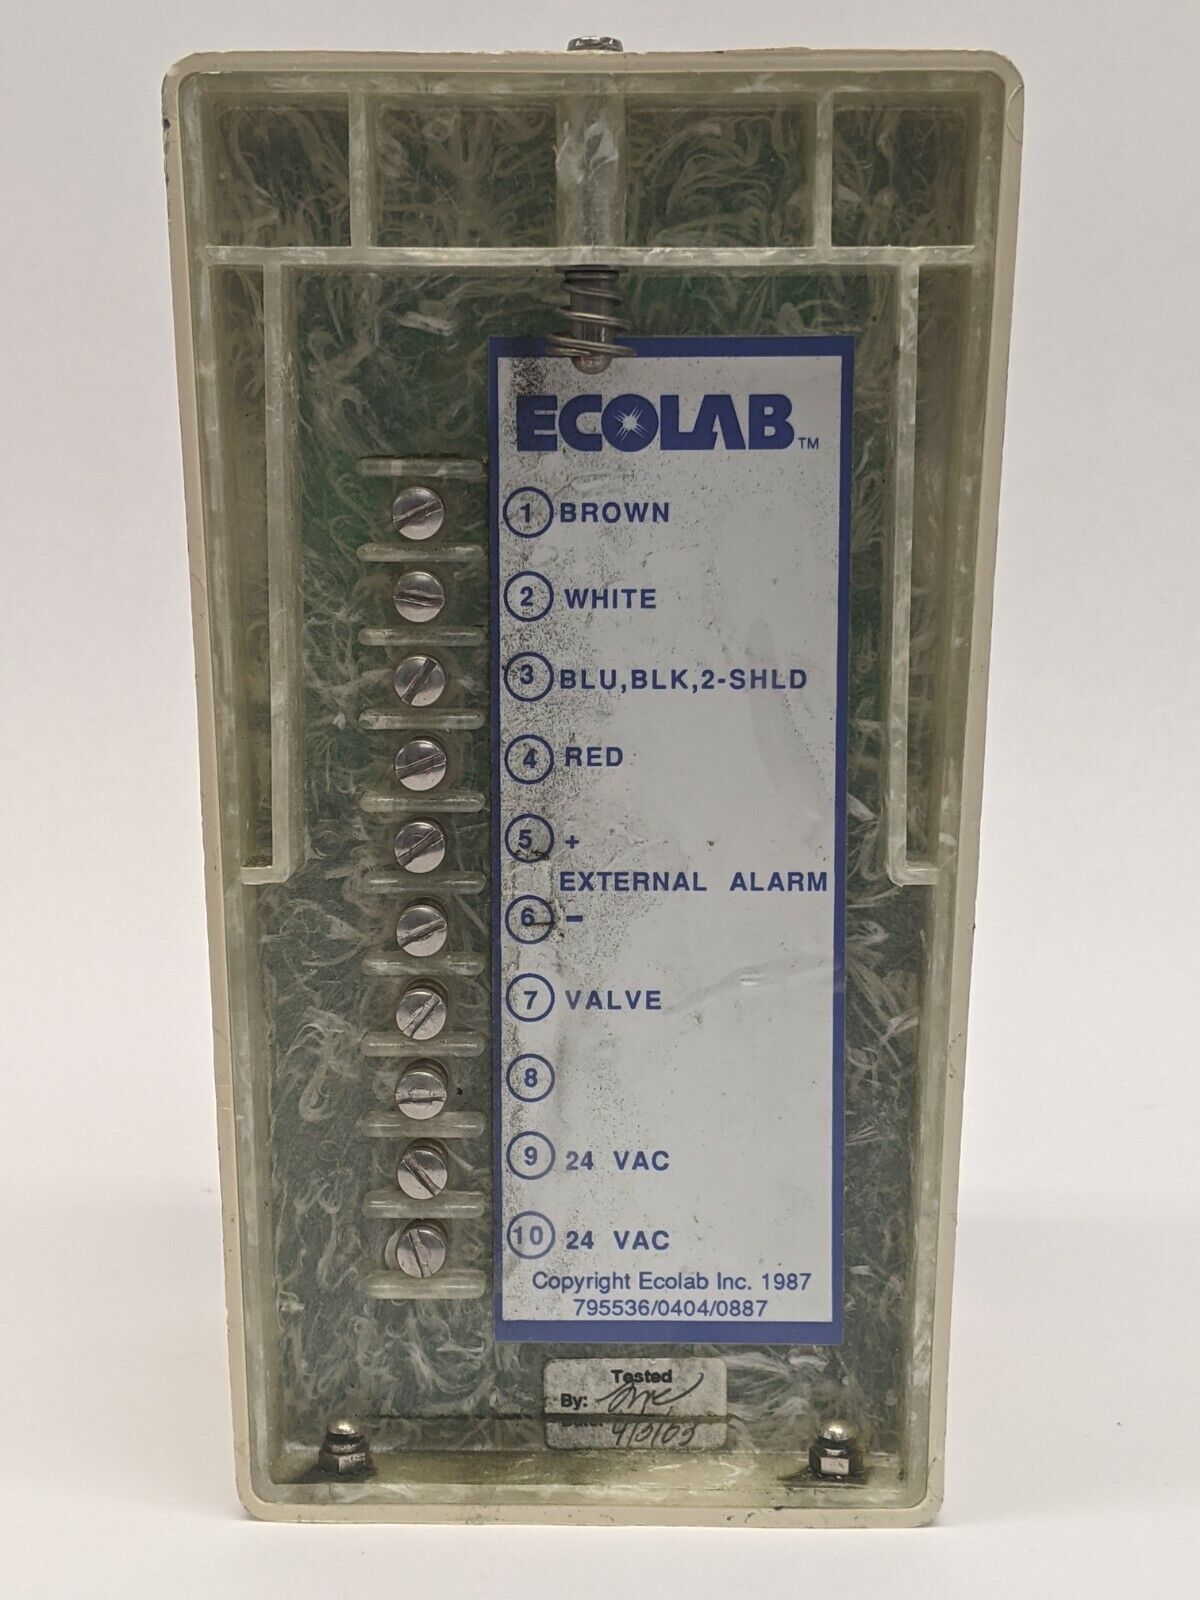 ECOLAB™
1 BROWN
2 WHITE
3 BLU,BLK,2-SHLD
4 RED
5 +
EXTERNAL ALARM
6 -
7 VALVE
8
9 24 VAC
10 24 VAC
Copyright Ecolab Inc. 1987
795536/0404/0887
Tested
By:
Date: